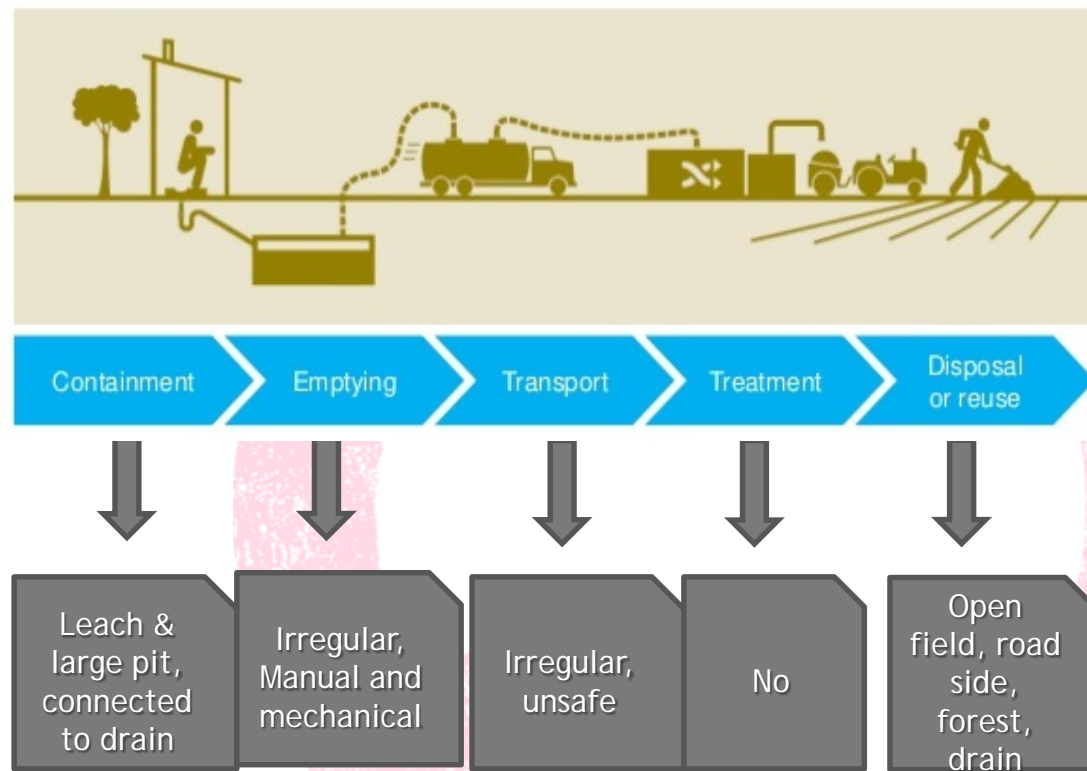 Containment
Emptying
Transport
Treatment
Disposal
or reuse
Leach &
large pit,
connected
to drain
Irregular,
Manual and
mechanical
Irregular,
unsafe
No
Open
field, road
side,
forest,
drain